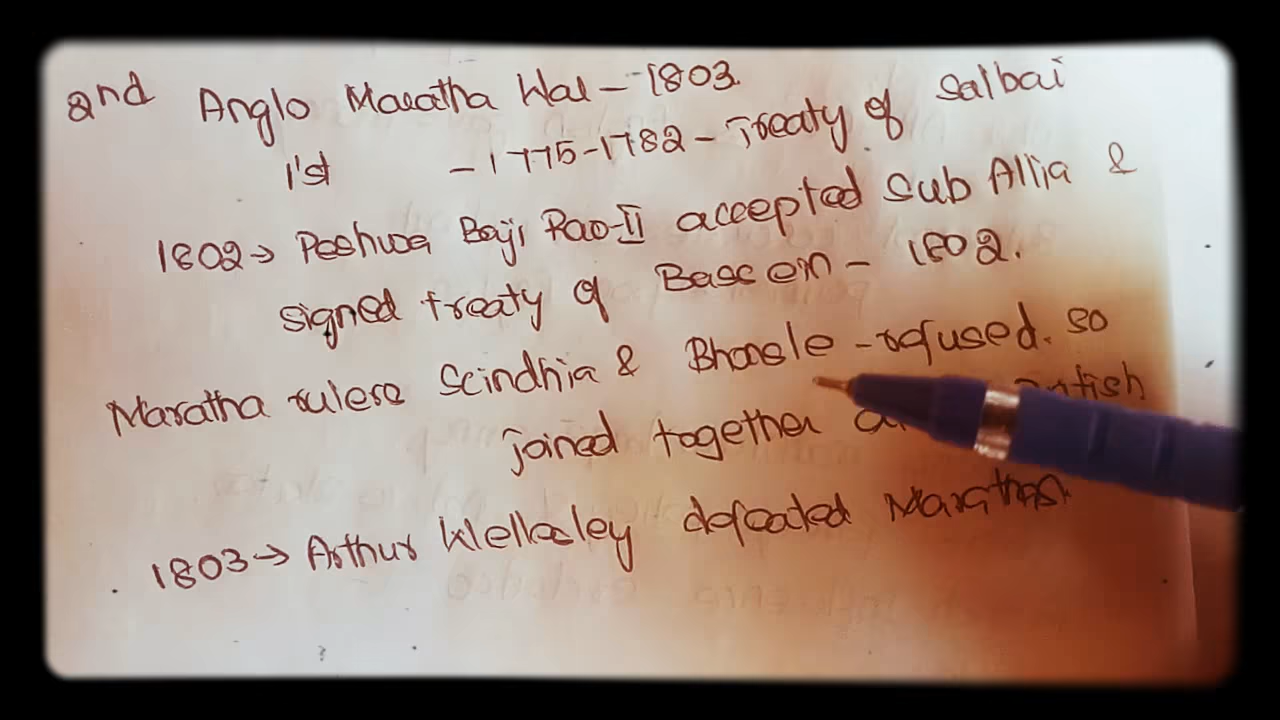 2nd Anglo Maratha War - 1803.
1'st - 1775-1782 - Treaty of Salbai
1802→ Peshwa Baji Rao-II accepted Sub Allia &
signed treaty of Bassein - 1802.
Maratha rulers Scindhia & Bhonsle - refused. so
joined together
1803→ Arthur Wellesley defeated Marathas.